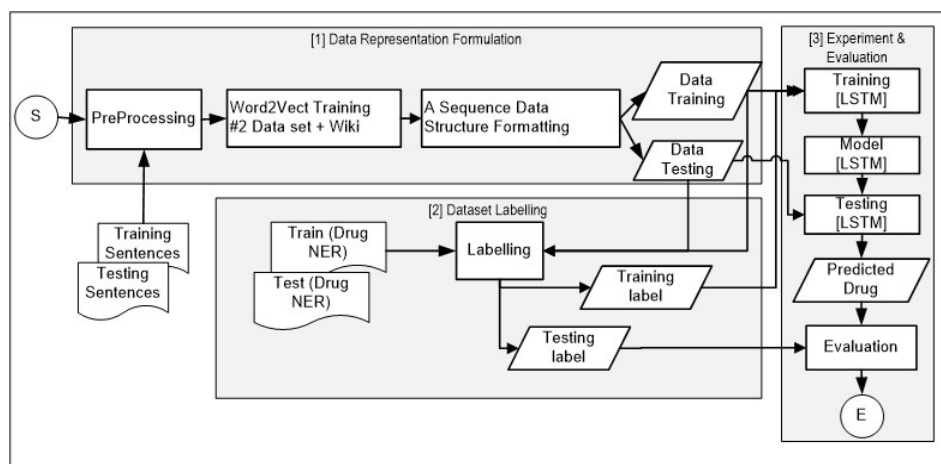 [1] Data Representation Formulation
S
PreProcessing
Word2Vect Training
#2 Data set + Wiki
A Sequence Data
Structure Formatting
Data
Training
Data
Testing
Training
Sentences
Testing
Sentences
[2] Dataset Labelling
Train (Drug
NER)
Test (Drug
NER)
Labelling
Training
label
Testing
label
[3] Experiment &
Evaluation
Training
[LSTM]
Model
[LSTM]
Testing
[LSTM]
Predicted
Drug
Evaluation
E